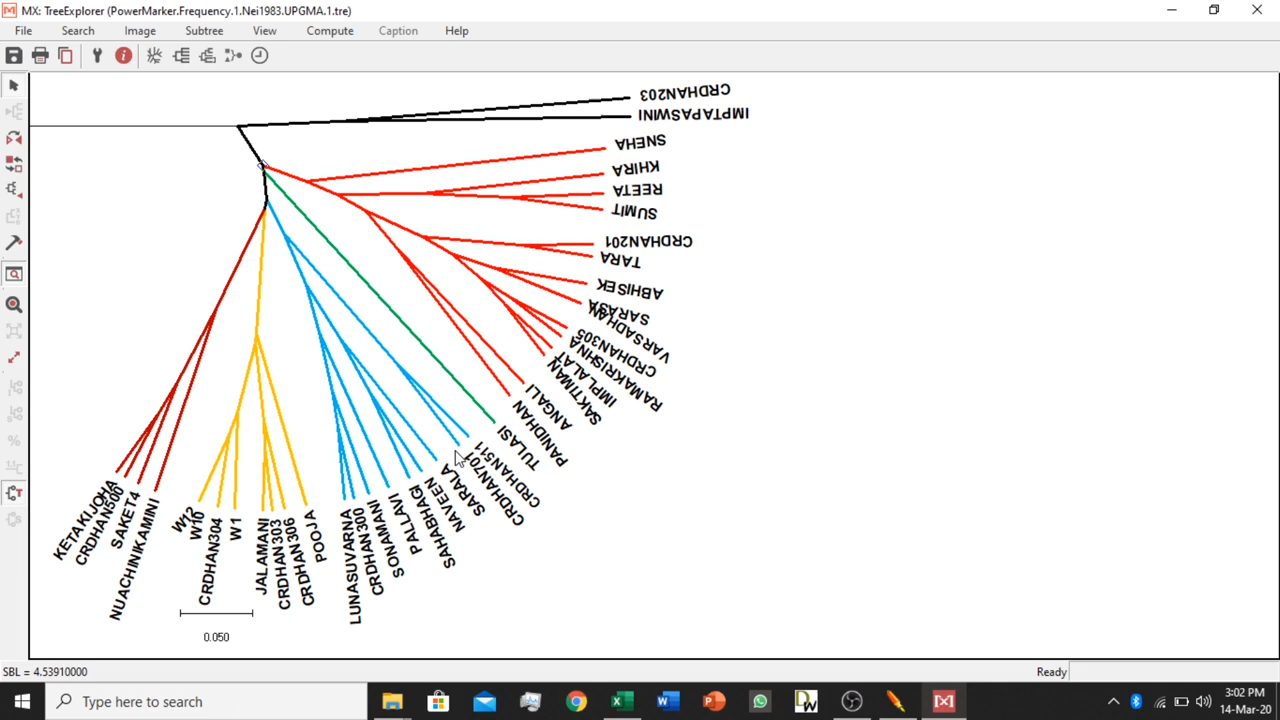 MX: TreeExplorer (PowerMarker.Frequency.1.Nei1983.UPGMA.1.tre)
File Search Image Subtree View Compute Caption Help
CRDHAN203
IMPTAPASWINI
SNEHA
KHIRA
REETA
SUMIT
CRDHAN201
TARA
ABHISEK
SARASA
VARSADHAN
CRDHAN305
RAMAKRISHNA
IMPLALAT
SAKTIMAN
ANGALI
PANIDHAN
TULASI
CRDHAN511
CRDHAN701
SARALA
NAVEEN
SAHABHAGI
PALLAVI
SONAMANI
CRDHAN300
LUNASUVARNA
POOJA
CRDHAN306
CRDHAN303
JALAMANI
W1
CRDHAN304
W10
W12
NUACHINIKAMINI
SAKET4
CRDHAN500
KETAKIJOHA
0.050
SBL = 4.53910000
Ready
Type here to search
3:02 PM
14-Mar-20